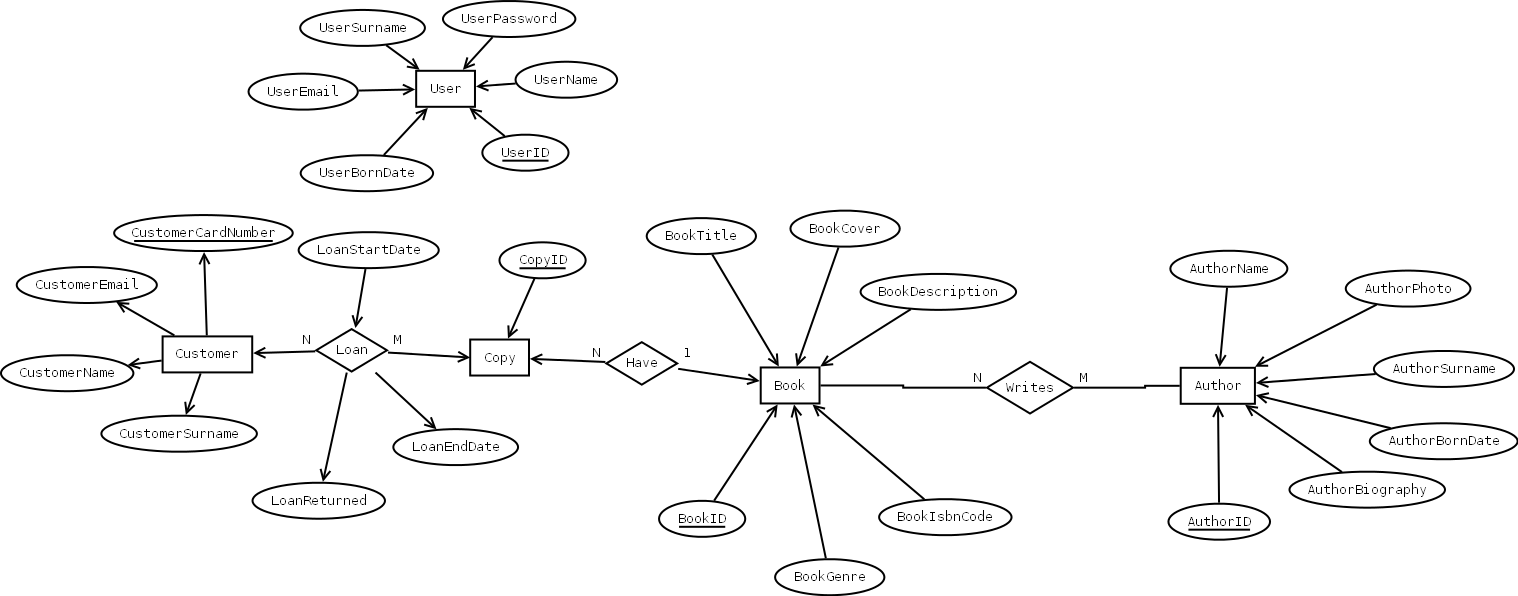 UserSurname
UserPassword
UserEmail
User
UserName
UserID
UserBornDate
CustomerCardNumber
CustomerEmail
CustomerName
Customer
CustomerSurname
LoanStartDate
N
Loan
M
LoanReturned
LoanEndDate
CopyID
Copy
N
Have
1
BookTitle
BookCover
BookDescription
Book
BookID
BookGenre
BookIsbnCode
N
Writes
M
AuthorName
AuthorPhoto
Author
AuthorSurname
AuthorBornDate
AuthorBiography
AuthorID